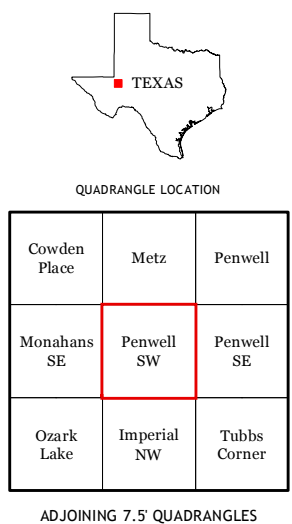 TEXAS
QUADRANGLE LOCATION
Cowden
Place
Metz
Penwell
Monahans
SE
Penwell
SW
Penwell
SE
Ozark
Lake
Imperial
NW
Tubbs
Corner
ADJOINING 7.5' QUADRANGLES